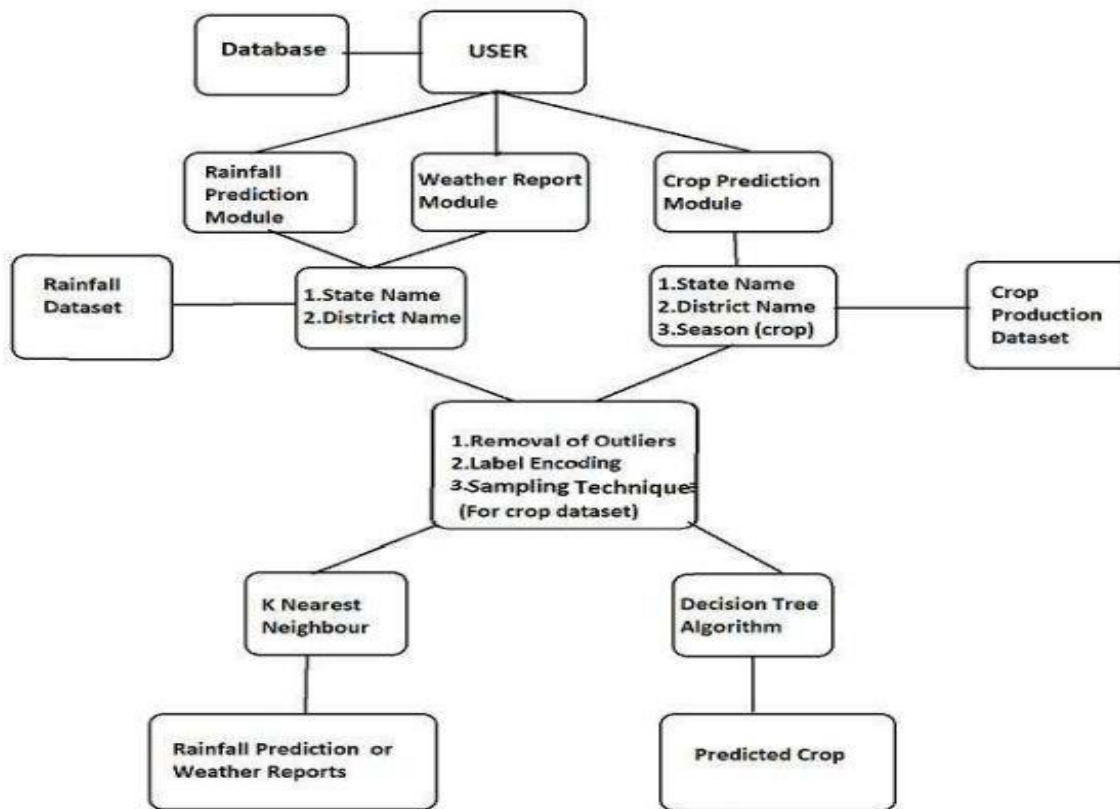 Database
USER
Rainfall
Prediction
Module
Weather Report
Module
Crop Prediction
Module
Rainfall
Dataset
1.State Name
2.District Name
1.State Name
2.District Name
3.Season (crop)
Crop
Production
Dataset
1.Removal of Outliers
2.Label Encoding
3.Sampling Technique
(For crop dataset)
K Nearest
Neighbour
Decision Tree
Algorithm
Rainfall Prediction or
Weather Reports
Predicted Crop